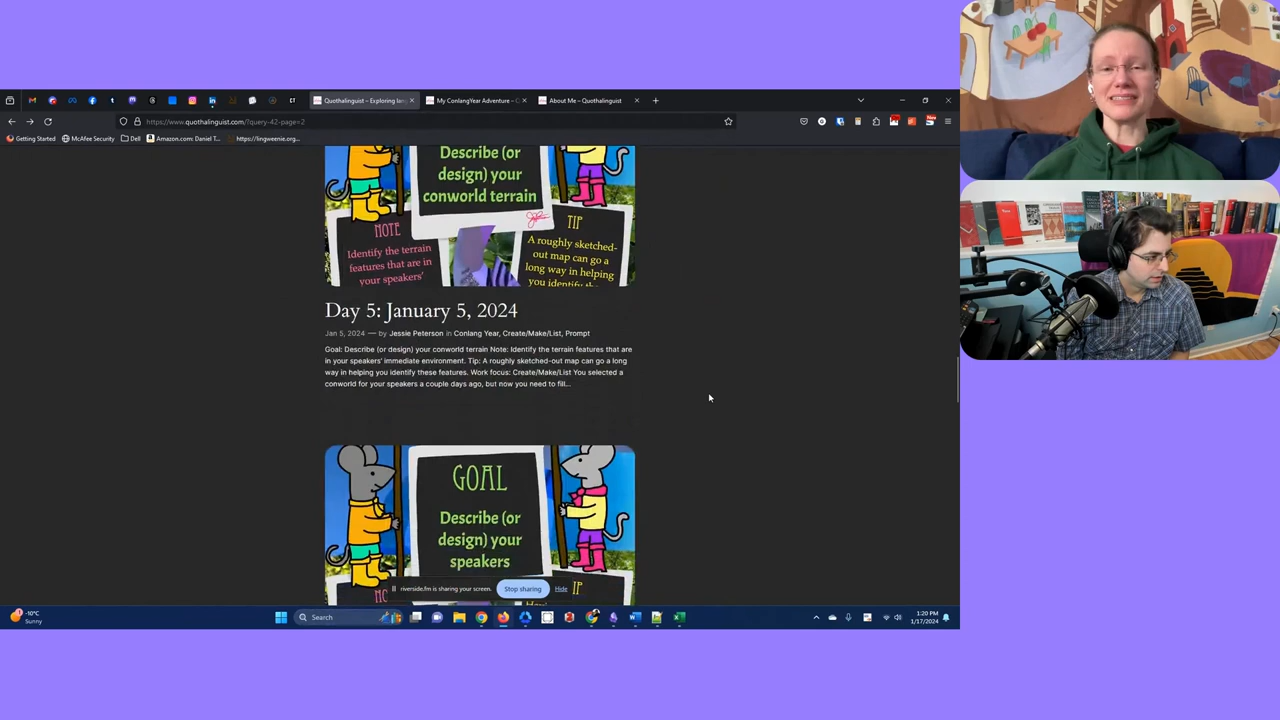 Quothalinguist – Exploring lan
My ConlangYear Adventure – Q
About Me – Quothalinguist
https://www.quothalinguist.com/?query-42-page=2
Getting Started
McAfee Security
Dell
Amazon.com: Daniel T...
https://lingweenie.org...
Describe (or
design) your
conworld terrain
NOTE
Identify the terrain
features that are in
your speakers'
TIP
A roughly sketched-
out map can go a
long way in helping
you identify the
Day 5: January 5, 2024
Jan 5, 2024 — by Jessie Peterson in Conlang Year, Create/Make/List, Prompt
Goal: Describe (or design) your conworld terrain Note: Identify the terrain features that are
in your speakers' immediate environment. Tip: A roughly sketched-out map can go a long
way in helping you identify these features. Work focus: Create/Make/List You selected a
conworld for your speakers a couple days ago, but now you need to fill...
GOAL
Describe (or
design) your
speakers
riverside.fm is sharing your screen.
Stop sharing
Hide
-10°C
Sunny
Search
1:20 PM
1/17/2024